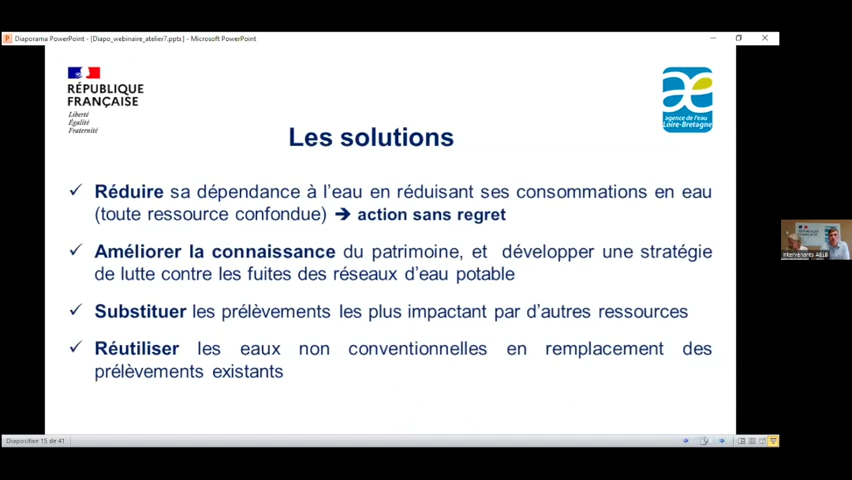 Diaporama PowerPoint - [Diapo_webinaire_atelier7.pptx] - Microsoft PowerPoint
RÉPUBLIQUE
FRANÇAISE
Liberté
Égalité
Fraternité
agence de l'eau
Loire-Bretagne
Les solutions
✓ Réduire sa dépendance à l'eau en réduisant ses consommations en eau
(toute ressource confondue) ➔ action sans regret
✓ Améliorer la connaissance du patrimoine, et développer une stratégie
de lutte contre les fuites des réseaux d'eau potable
✓ Substituer les prélèvements les plus impactant par d'autres ressources
✓ Réutiliser les eaux non conventionnelles en remplacement des
prélèvements existants
Intervenants AELB
Diapositive 15 de 41